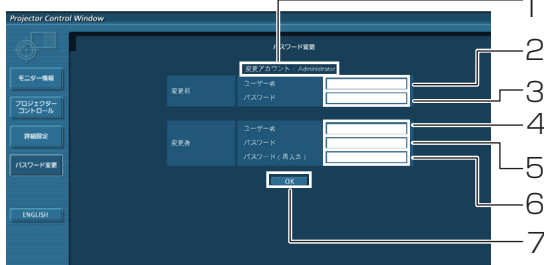 Projector Control Window
1
パスワード変更
変更アカウント : Administrator
2
モニター情報
変更前
ユーザー名
3
パスワード
プロジェクター
コントロール
4
ユーザー名
詳細設定
変更後
パスワード
5
パスワード ( 再入力 )
パスワード変更
6
OK
ENGLISH
7